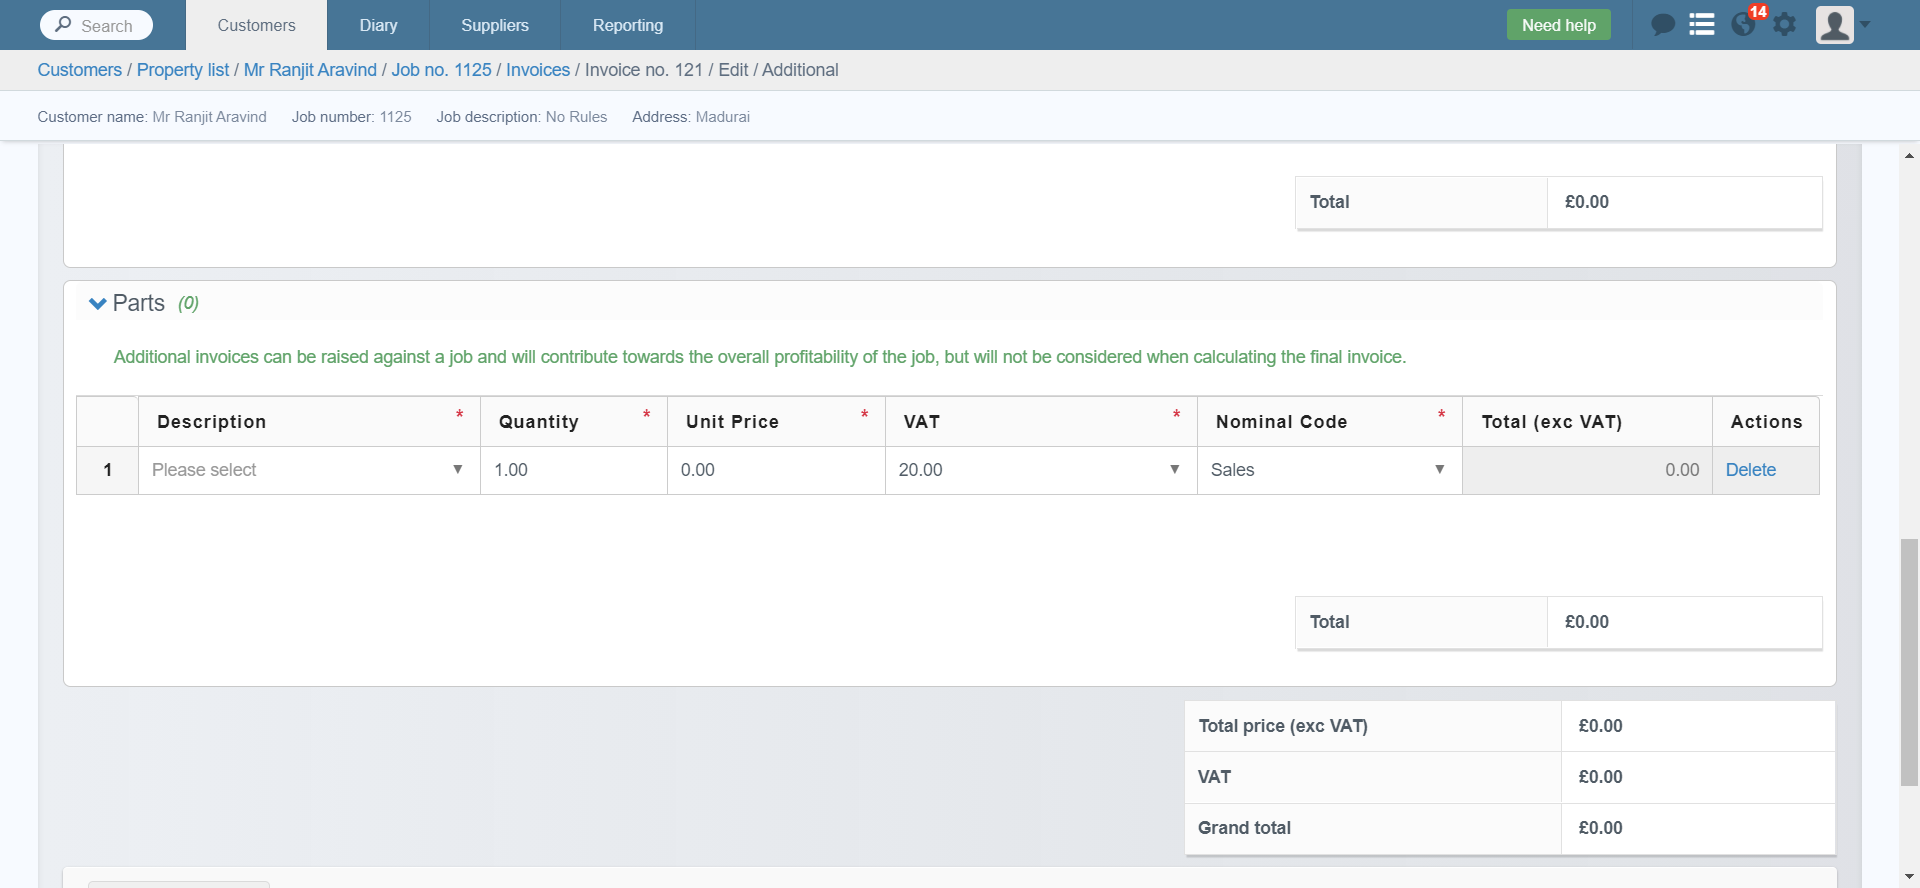 Search Customers Diary Suppliers Reporting Need help 14
Customers / Property list / Mr Ranjit Aravind / Job no. 1125 / Invoices / Invoice no. 121 / Edit / Additional
Customer name: Mr Ranjit Aravind Job number: 1125 Job description: No Rules Address: Madurai
Total £0.00
Parts (0)
Additional invoices can be raised against a job and will contribute towards the overall profitability of the job, but will not be considered when calculating the final invoice.
Description * Quantity * Unit Price * VAT * Nominal Code * Total (exc VAT) Actions
1 Please select 1.00 0.00 20.00 Sales 0.00 Delete
Total £0.00
Total price (exc VAT) £0.00
VAT £0.00
Grand total £0.00